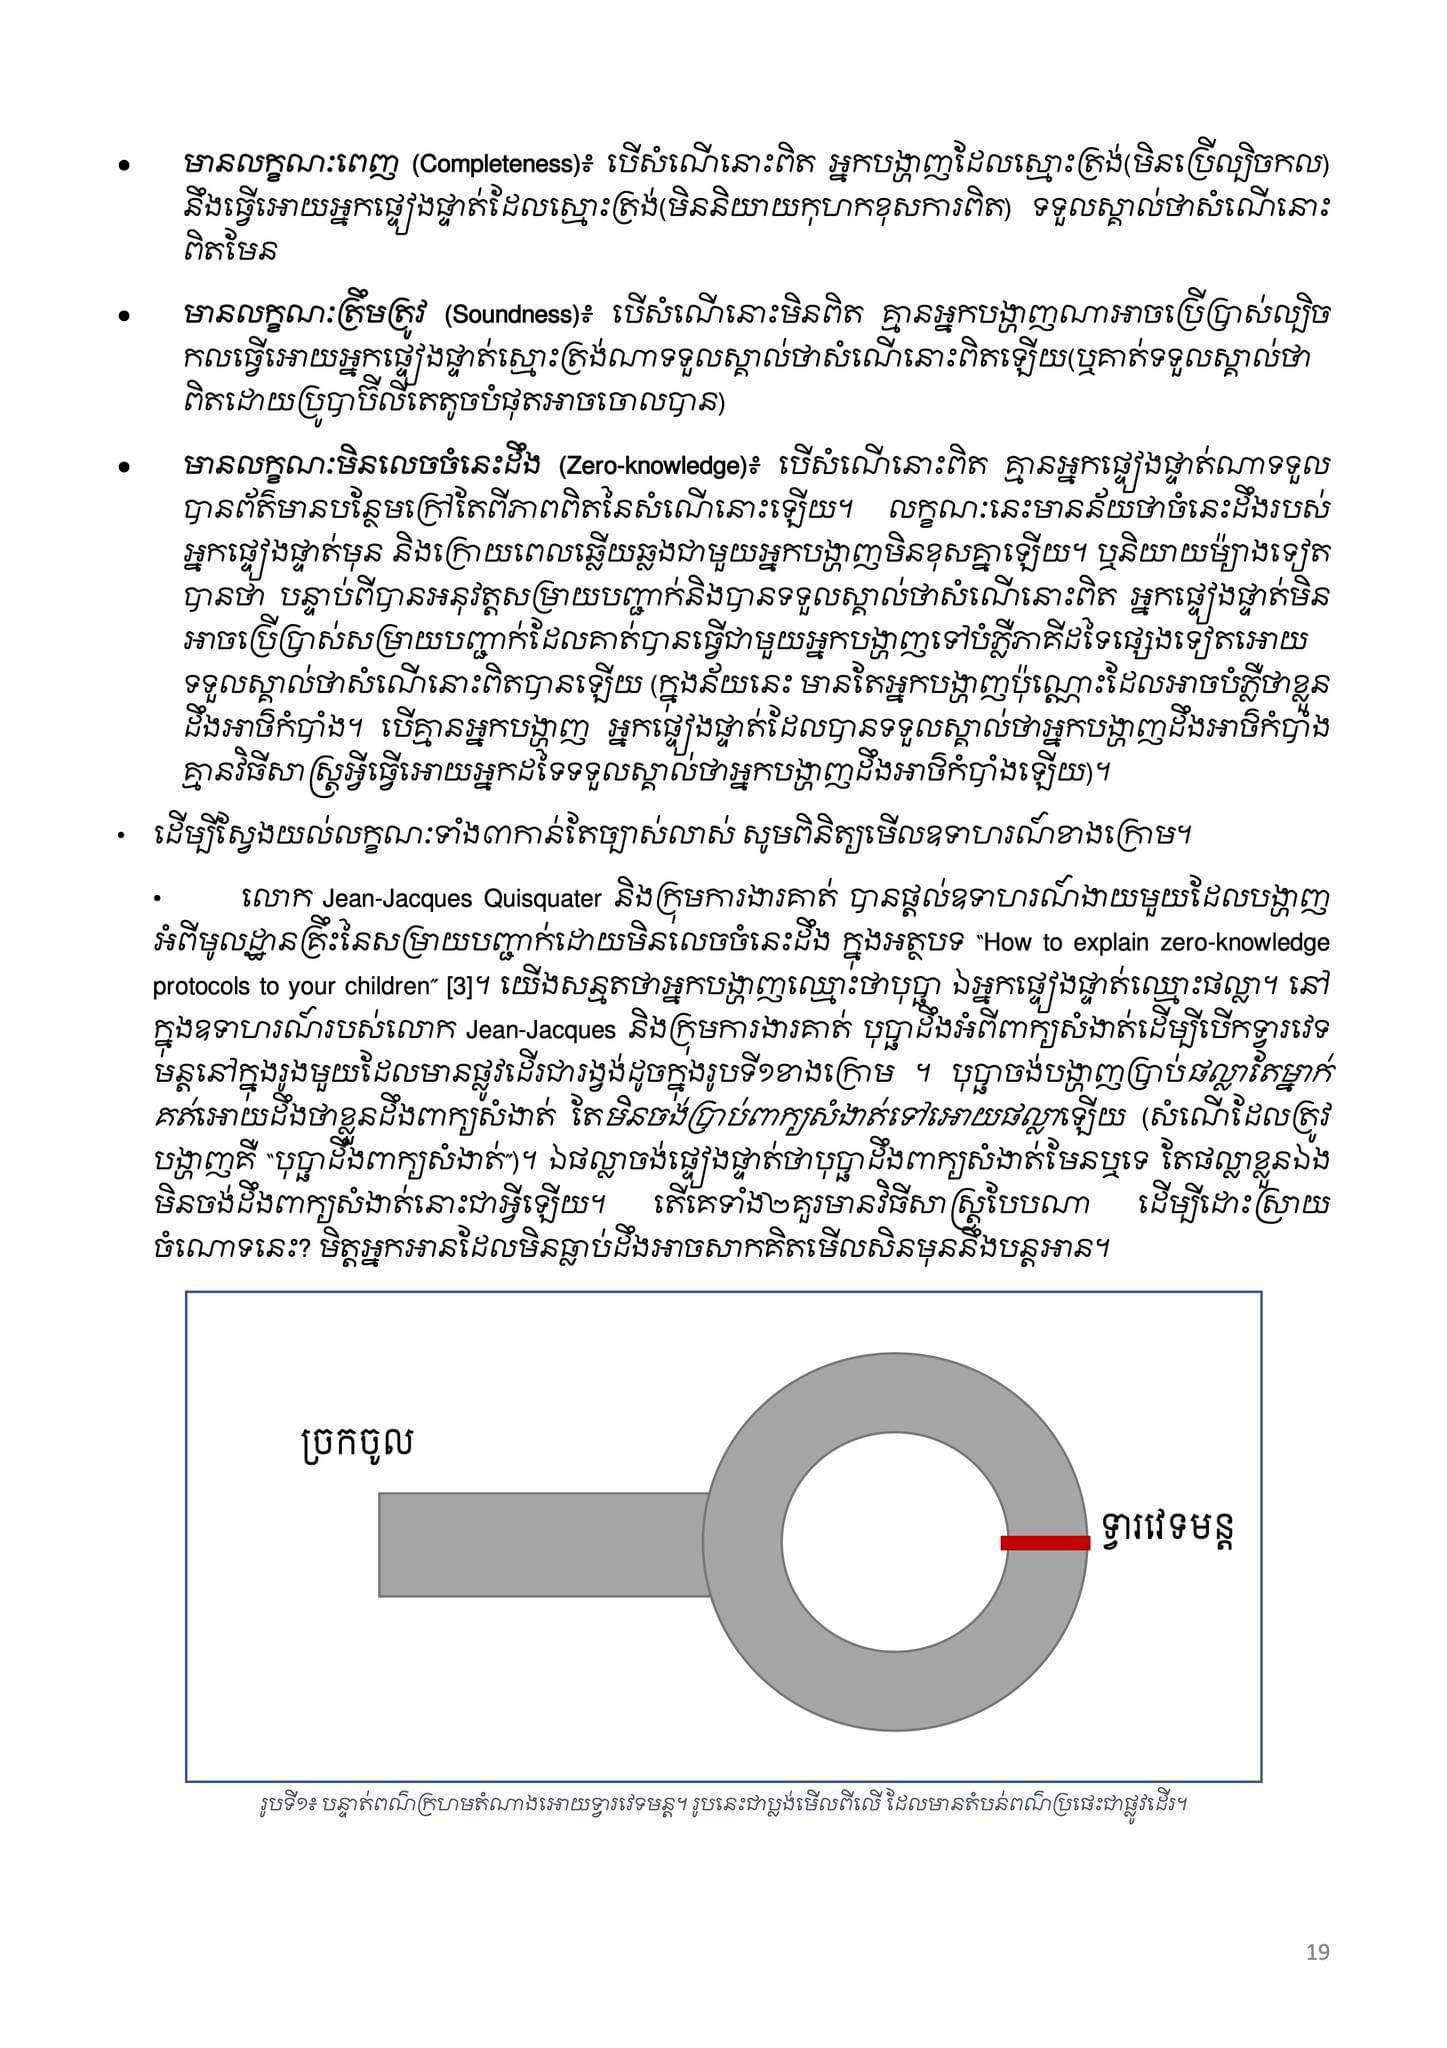 • មានលក្ខណៈពេញ (Completeness)៖ បើសំណើនោះពិត អ្នកបង្ហាញដែលស្មោះត្រង់(មិនប្រើល្បិចកល)
នឹងធ្វើអោយអ្នកផ្ទៀងផ្ទាត់ដែលស្មោះត្រង់(មិននិយាយកុហកខុសការពិត) ទទួលស្គាល់ថាសំណើនោះ
ពិតមែន
• មានលក្ខណៈត្រឹមត្រូវ (Soundness)៖ បើសំណើនោះមិនពិត គ្មានអ្នកបង្ហាញណាអាចប្រើប្រាស់ល្បិច
កលធ្វើអោយអ្នកផ្ទៀងផ្ទាត់ស្មោះត្រង់ណាទទួលស្គាល់ថាសំណើនោះពិតឡើយ(ឬគាត់ទទួលស្គាល់ថា
ពិតដោយប្រូបាប៊ីលីតេតូចបំផុតអាចចោលបាន)
• មានលក្ខណៈមិនលេចចំនេះដឹង (Zero-knowledge)៖ បើសំណើនោះពិត គ្មានអ្នកផ្ទៀងផ្ទាត់ណាទទួល
បានព័ត៌មានបន្ថែមក្រៅតែពីភាពពិតនៃសំណើនោះឡើយ។ លក្ខណៈនេះមានន័យថាចំនេះដឹងរបស់
អ្នកផ្ទៀងផ្ទាត់មុន និងក្រោយពេលឆ្លើយឆ្លងជាមួយអ្នកបង្ហាញមិនខុសគ្នាឡើយ។ ឬនិយាយម៉្យាងទៀត
បានថា បន្ទាប់ពីបានអនុវត្តសម្រាយបញ្ជាក់និងបានទទួលស្គាល់ថាសំណើនោះពិត អ្នកផ្ទៀងផ្ទាត់មិន
អាចប្រើប្រាស់សម្រាយបញ្ជាក់ដែលគាត់បានធ្វើជាមួយអ្នកបង្ហាញទៅបំភ្លឺភាគីដទៃផ្សេងទៀតអោយ
ទទួលស្គាល់ថាសំណើនោះពិតបានឡើយ (ក្នុងន័យនេះ មានតែអ្នកបង្ហាញប៉ុណ្ណោះដែលអាចបំភ្លឺថាខ្លួន
ដឹងអាថ៌កំបាំង។ បើគ្មានអ្នកបង្ហាញ អ្នកផ្ទៀងផ្ទាត់ដែលបានទទួលស្គាល់ថាអ្នកបង្ហាញដឹងអាថ៌កំបាំង
គ្មានវិធីសាស្ត្រអ្វីធ្វើអោយអ្នកដទៃទទួលស្គាល់ថាអ្នកបង្ហាញដឹងអាថ៌កំបាំងឡើយ)។
• ដើម្បីស្វែងយល់លក្ខណៈទាំង៣កាន់តែច្បាស់លាស់ សូមពិនិត្យមើលឧទាហរណ៍ខាងក្រោម។
• លោក Jean-Jacques Quisquater និងក្រុមការងារគាត់ បានផ្តល់ឧទាហរណ៍ងាយមួយដែលបង្ហាញ
អំពីមូលដ្ឋានគ្រឹះនៃសម្រាយបញ្ជាក់ដោយមិនលេចចំនេះដឹង ក្នុងអត្ថបទ “How to explain zero-knowledge
protocols to your children” [3]។ យើងសន្មតថាអ្នកបង្ហាញឈ្មោះថាបុប្ផា ឯអ្នកផ្ទៀងផ្ទាត់ឈ្មោះផល្លា។ នៅ
ក្នុងឧទាហរណ៍របស់លោក Jean-Jacques និងក្រុមការងារគាត់ បុប្ផាដឹងអំពីពាក្យសំងាត់ដើម្បីបើកទ្វារវេទ
មន្តនៅក្នុងរូងមួយដែលមានផ្លូវដើរជារង្វង់ដូចក្នុងរូបទី១ខាងក្រោម ។ បុប្ផាចង់បង្ហាញប្រាប់ផល្លាតែម្នាក់
គត់អោយដឹងថាខ្លួនដឹងពាក្យសំងាត់ តែមិនចង់ប្រាប់ពាក្យសំងាត់ទៅអោយផល្លាឡើយ (សំណើដែលត្រូវ
បង្ហាញគឺ “បុប្ផាដឹងពាក្យសំងាត់”)។ ឯផល្លាចង់ផ្ទៀងផ្ទាត់ថាបុប្ផាដឹងពាក្យសំងាត់មែនឬទេ តែផល្លាខ្លួនឯង
មិនចង់ដឹងពាក្យសំងាត់នោះជាអ្វីឡើយ។ តើគេទាំង២គួរមានវិធីសាស្ត្របែបណា ដើម្បីដោះស្រាយ
ចំណោទនេះ? មិត្តអ្នកអានដែលមិនធ្លាប់ដឹងអាចសាកគិតមើលសិនមុននឹងបន្តអាន។
ច្រកចូល
ទ្វារវេទមន្ត
រូបទី១៖ បន្ទាត់ពណ៌ក្រហមតំណាងអោយទ្វារវេទមន្ត។ រូបនេះជាប្លង់មើលពីលើ ដែលមានតំបន់ពណ៌ប្រផេះជាផ្លូវដើរ។
19